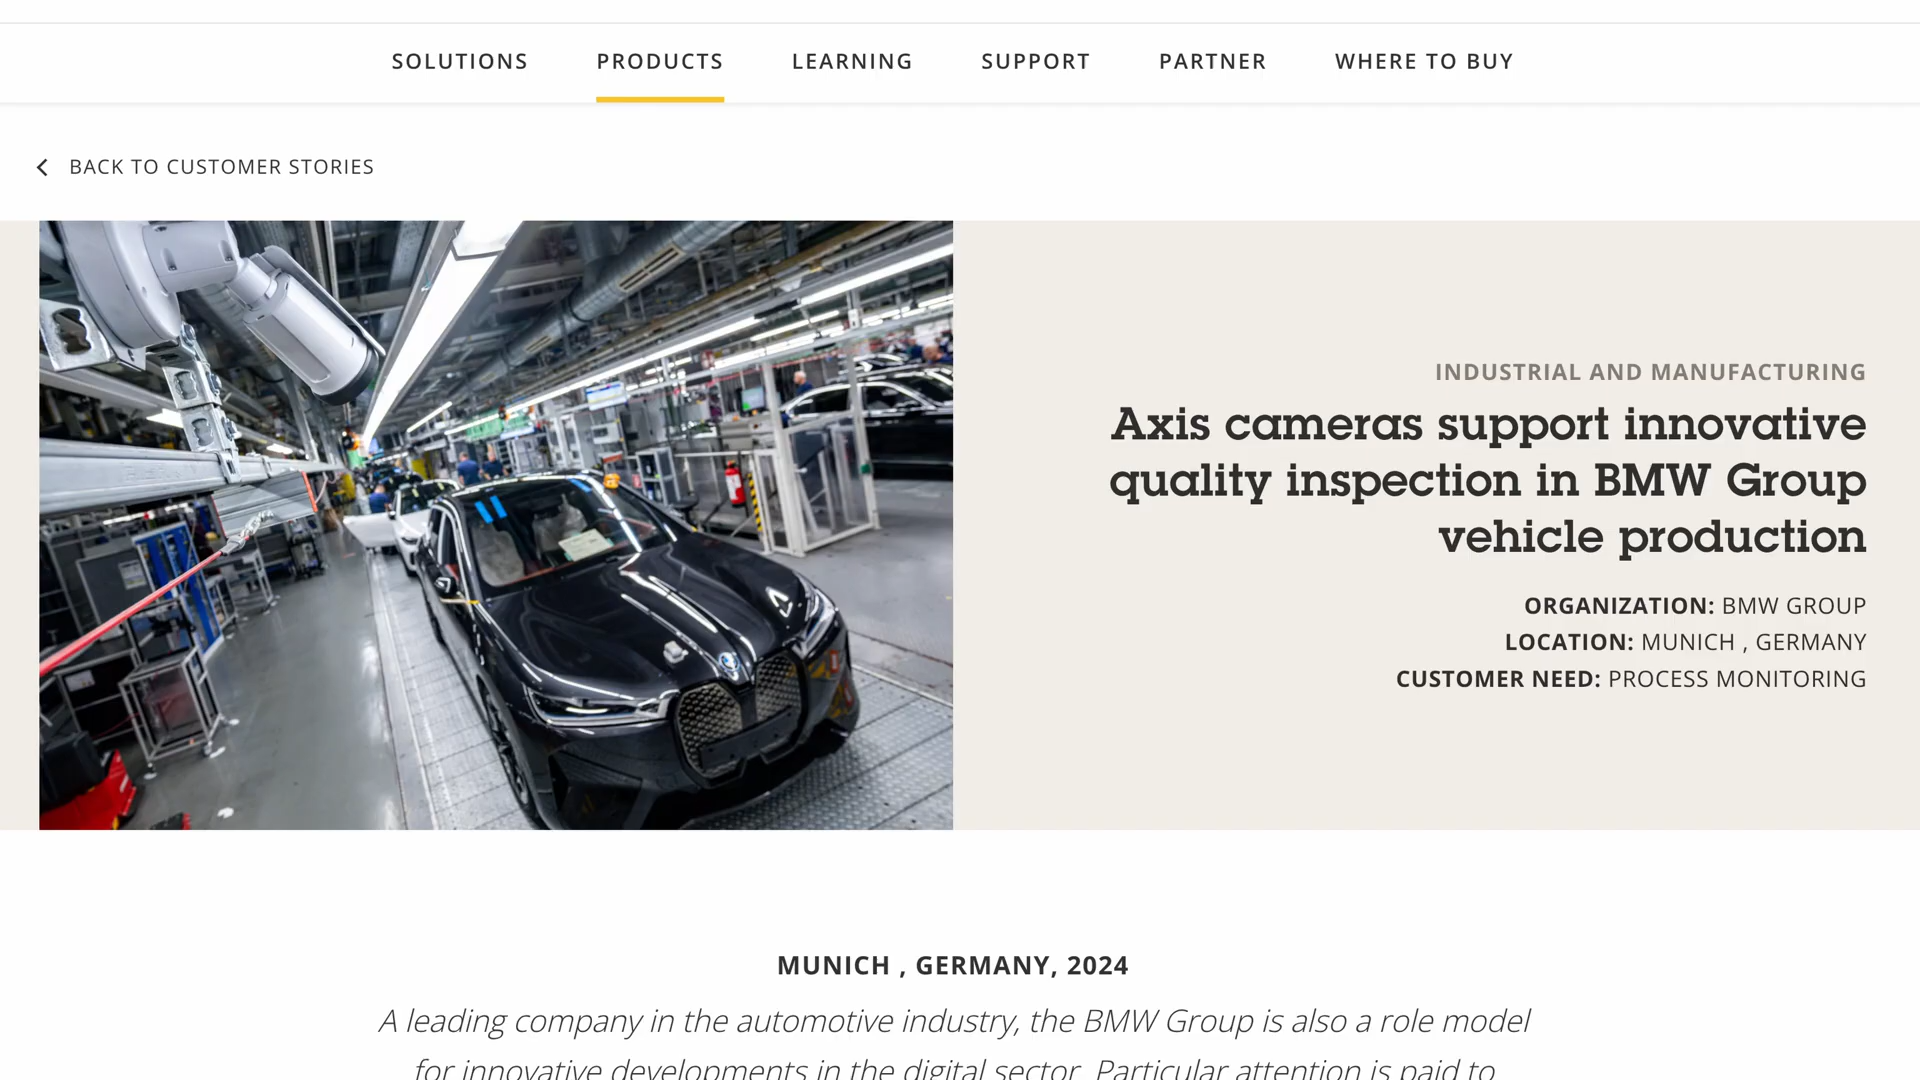 SOLUTIONS PRODUCTS LEARNING SUPPORT PARTNER WHERE TO BUY
BACK TO CUSTOMER STORIES
INDUSTRIAL AND MANUFACTURING
Axis cameras support innovative
quality inspection in BMW Group
vehicle production
ORGANIZATION: BMW GROUP
LOCATION: MUNICH , GERMANY
CUSTOMER NEED: PROCESS MONITORING
MUNICH , GERMANY, 2024
A leading company in the automotive industry, the BMW Group is also a role model
for innovative developments in the digital sector. Particular attention is paid to